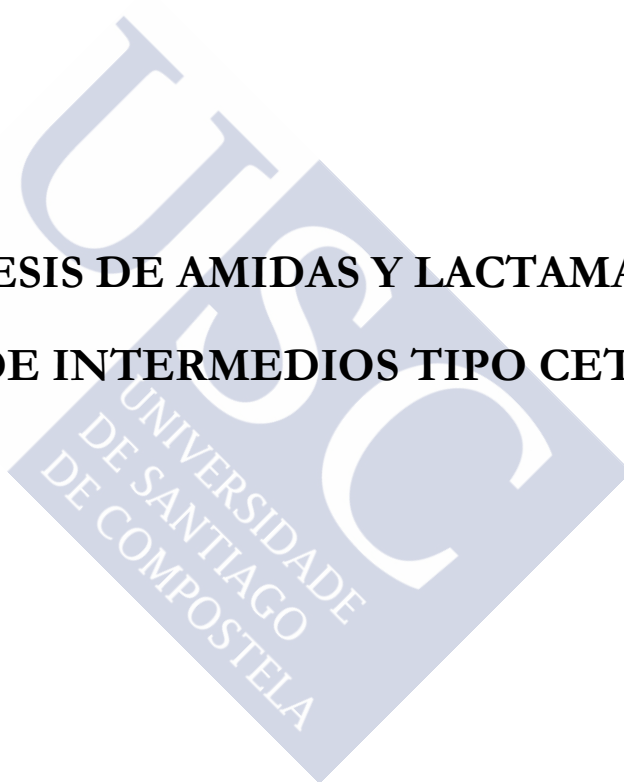 USC
ESIS DE AMIDAS Y LACTAMA
DE INTERMEDIOS TIPO CET
UNIVERSIDADE
DE SANTIAGO
DE COMPOSTELA